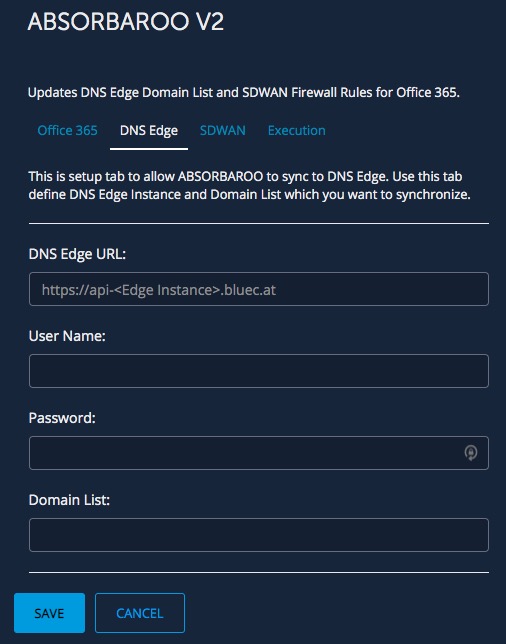 ABSORBAROO V2
Updates DNS Edge Domain List and SDWAN Firewall Rules for Office 365.
Office 365 DNS Edge SDWAN Execution
This is setup tab to allow ABSORBAROO to sync to DNS Edge. Use this tab
define DNS Edge Instance and Domain List which you want to synchronize.
DNS Edge URL:
https://api-<Edge Instance>.bluec.at
User Name:
Password:
Domain List:
SAVE CANCEL